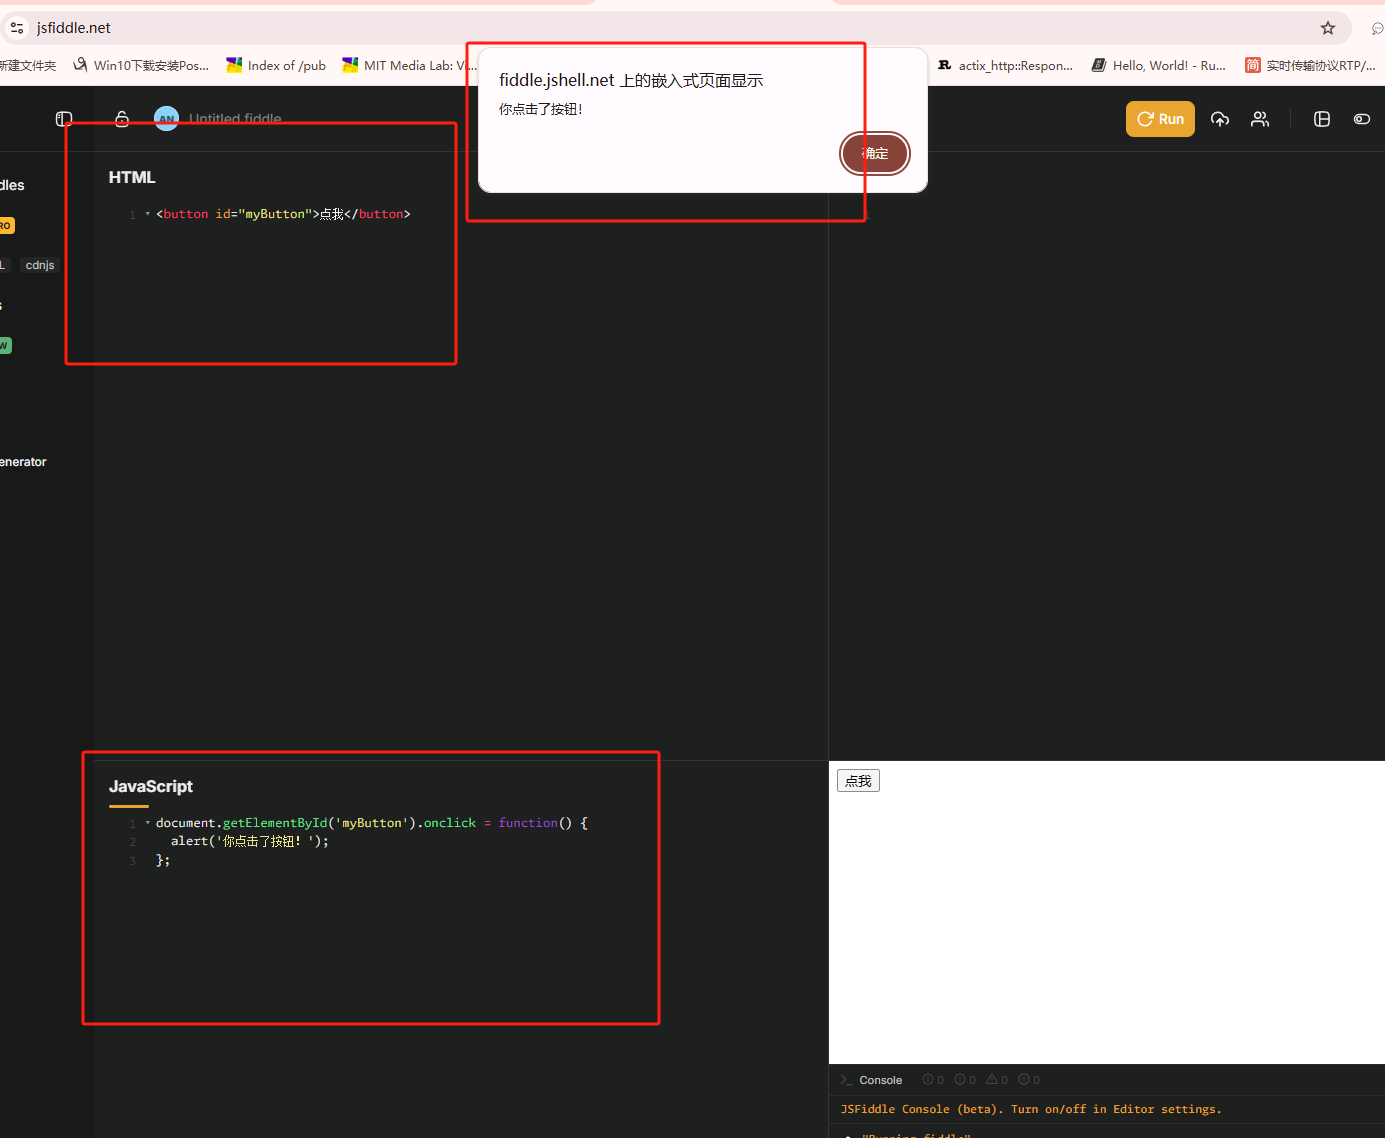 jsfiddle.net
新建文件夹
Win10下载安装Pos...
Index of /pub
MIT Media Lab: Vi...
actix_http::Respon...
Hello, World! - Ru...
简 实时传输协议RTP/...
fiddle.jshell.net 上的嵌入式页面显示
你点击了按钮!
确定
AN
Untitled fiddle
Run
dles
RO
L cdnjs
s
W
enerator
HTML
1 <button id="myButton">点我</button>
1
JavaScript
1 document.getElementById('myButton').onclick = function() {
2 alert('你点击了按钮! ');
3 };
点我
Console 0 0 0 0
JSFiddle Console (beta). Turn on/off in Editor settings.
"Running fiddle"